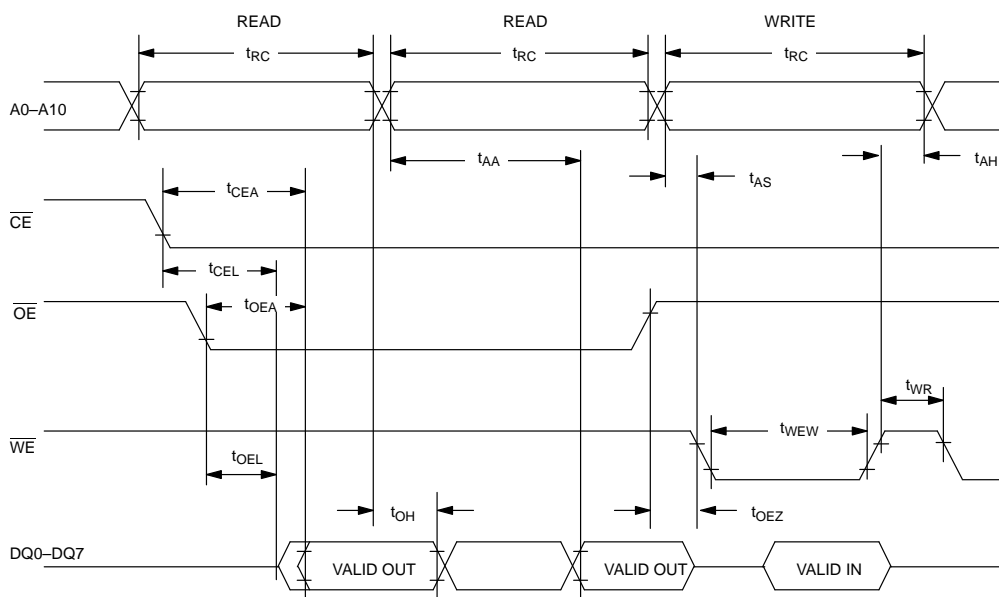 READ READ WRITE
tRC tRC tRC
A0–A10
tAA tAH
tAS
tCEA
CE
tCEL
tOEA
OE
tWR
tWEW
WE
tOEL
tOH tOEZ
DQ0–DQ7
VALID OUT VALID OUT VALID IN